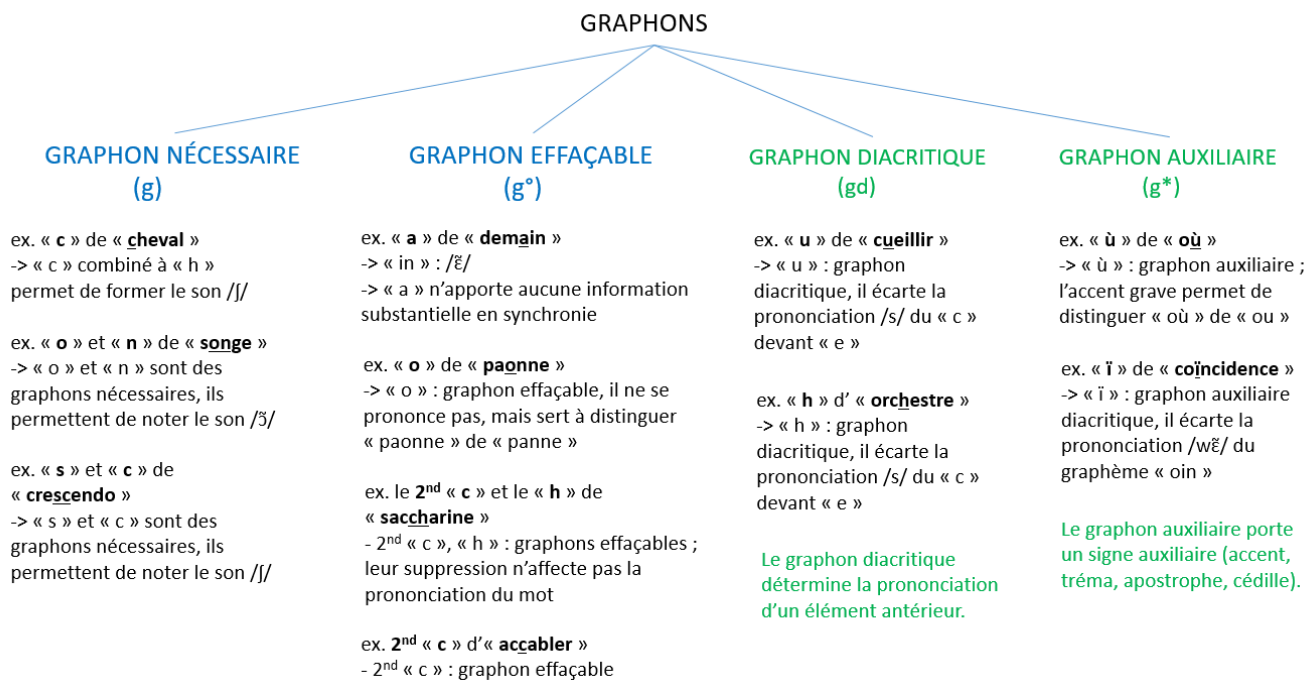 GRAPHONS
GRAPHON NÉCESSAIRE
(g)
ex. « c » de « cheval »
-> « c » combiné à « h »
permet de former le son /ʃ/
ex. « o » et « n » de « songe »
-> « o » et « n » sont des
graphons nécessaires, ils
permettent de noter le son /ɔ̃/
ex. « s » et « c » de
« crescendo »
-> « s » et « c » sont des
graphons nécessaires, ils
permettent de noter le son /ʃ/
GRAPHON EFFAÇABLE
(g°)
ex. « a » de « demain »
-> « in » : /ɛ̃/
-> « a » n’apporte aucune information
substantielle en synchronie
ex. « o » de « paonne »
-> « o » : graphon effaçable, il ne se
prononce pas, mais sert à distinguer
« paonne » de « panne »
ex. le 2nd « c » et le « h » de
« saccharine »
- 2nd « c », « h » : graphons effaçables ;
leur suppression n’affecte pas la
prononciation du mot
ex. 2nd « c » d’« accabler »
- 2nd « c » : graphon effaçable
GRAPHON DIACRITIQUE
(gd)
ex. « u » de « cueillir »
-> « u » : graphon
diacritique, il écarte la
prononciation /s/ du « c »
devant « e »
ex. « h » d’ « orchestre »
-> « h » : graphon
diacritique, il écarte la
prononciation /s/ du « c »
devant « e »
Le graphon diacritique
détermine la prononciation
d’un élément antérieur.
GRAPHON AUXILIAIRE
(g*)
ex. « ù » de « où »
-> « ù » : graphon auxiliaire ;
l’accent grave permet de
distinguer « où » de « ou »
ex. « ï » de « coïncidence »
-> « ï » : graphon auxiliaire
diacritique, il écarte la
prononciation /wɛ̃/ du
graphème « oin »
Le graphon auxiliaire porte
un signe auxiliaire (accent,
tréma, apostrophe, cédille).